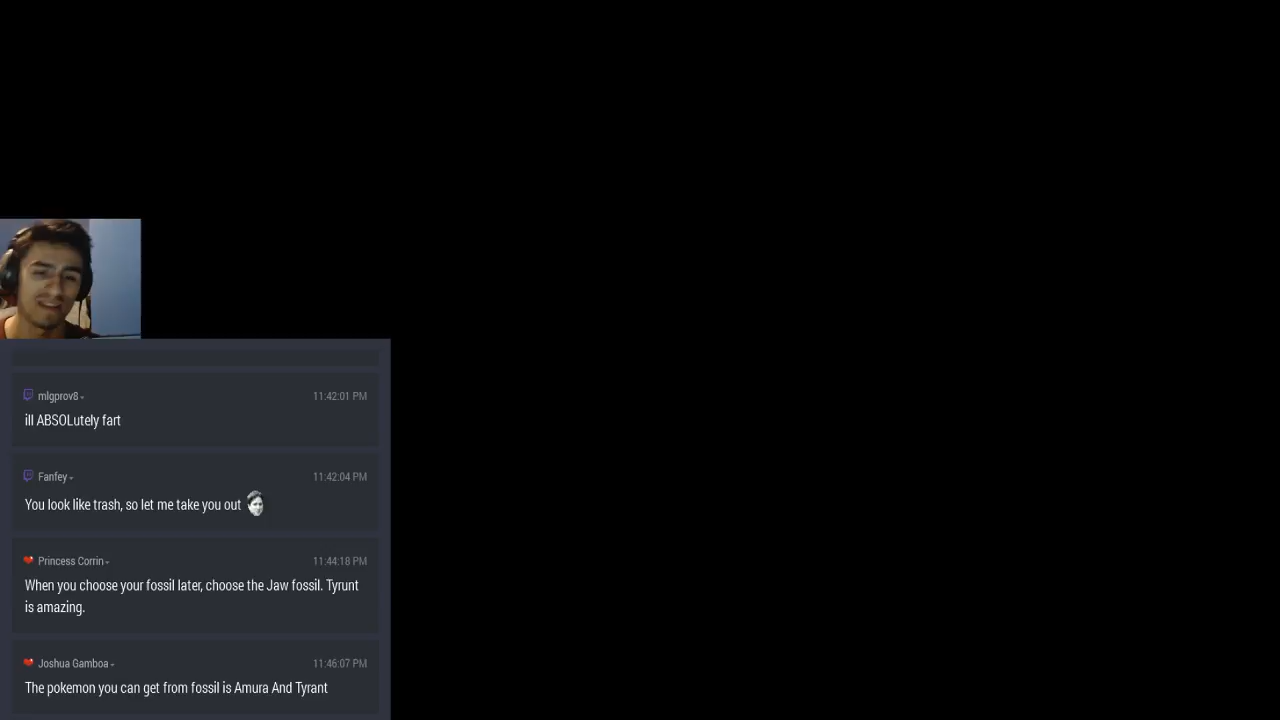 mlgprov8
11:42:01 PM
ill ABSOLutely fart
Fanfey
11:42:04 PM
You look like trash, so let me take you out
Princess Corrin
11:44:18 PM
When you choose your fossil later, choose the Jaw fossil. Tyrunt
is amazing.
Joshua Gamboa
11:46:07 PM
The pokemon you can get from fossil is Amura And Tyrant